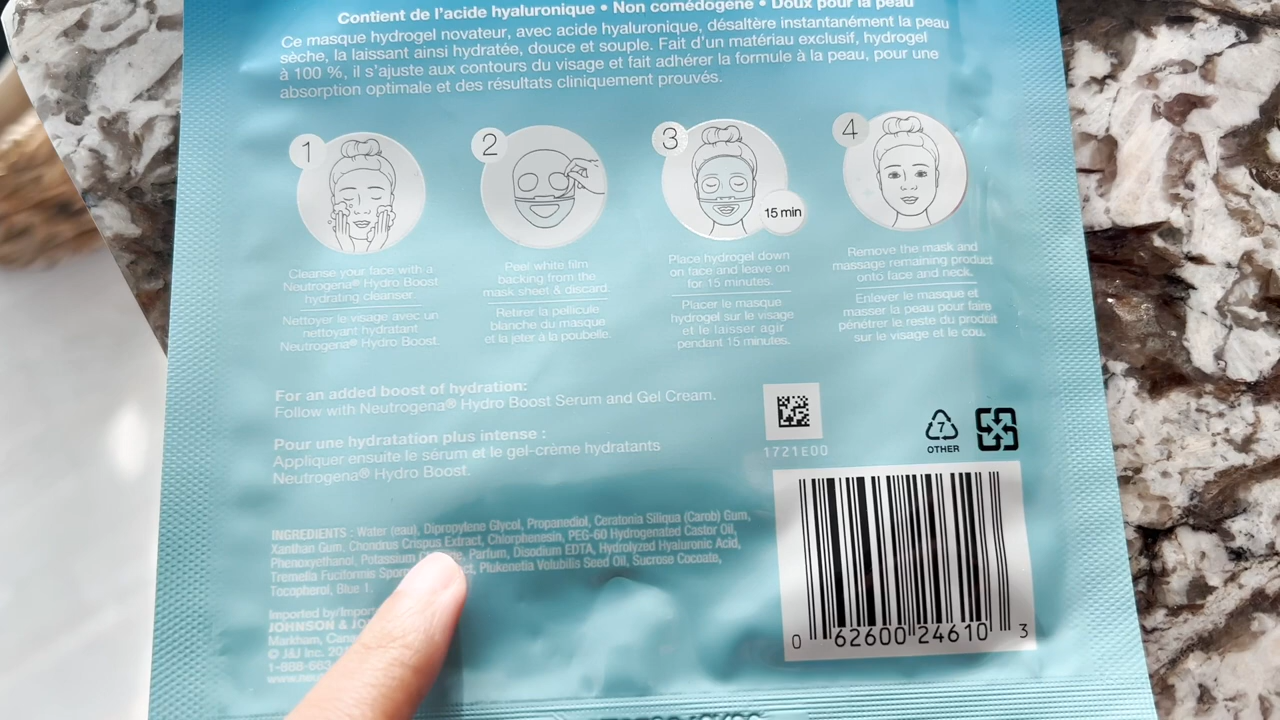 Contient de l'acide hyaluronique • Non comédogène • Doux pour la peau
Ce masque hydrogel novateur, avec acide hyaluronique, désaltère instantanément la peau
sèche, la laissant ainsi hydratée, douce et souple. Fait d'un matériau exclusif, hydrogel
à 100 %, il s'ajuste aux contours du visage et fait adhérer la formule à la peau, pour une
absorption optimale et des résultats cliniquement prouvés.
1
Cleanse your face with a
Neutrogena® Hydro Boost
hydrating cleanser
Nettoyer le visage avec un
nettoyant hydratant
Neutrogena® Hydro Boost.
2
Peel white film
backing from the
mask sheet & discard.
Retirer la pellicule
blanche du masque
et la jeter à la poubelle.
3
15 min
Place hydrogel down
on face and leave on
for 15 minutes.
Placer le masque
hydrogel sur le visage
et le laisser agir
pendant 15 minutes.
4
Remove the mask and
massage remaining product
onto face and neck.
Enlever le masque et
masser la peau pour faire
pénétrer le reste du produit
sur le visage et le cou.
For an added boost of hydration:
Follow with Neutrogena® Hydro Boost Serum and Gel Cream.
Pour une hydratation plus intense :
Appliquer ensuite le sérum et le gel-crème hydratants
Neutrogena® Hydro Boost.
1721E00
7
OTHER
INGREDIENTS : Water (eau), Dipropylene Glycol, Propanediol, Ceratonia Siliqua (Carob) Gum,
Xanthan Gum, Chondrus Crispus Extract, Chlorphenesin, PEG-60 Hydrogenated Castor Oil,
Phenoxyethanol, Potassium Parfum, Disodium EDTA, Hydrolyzed Hyaluronic Acid,
Tremella Fuciformis Plukenetia Volubilis Seed Oil, Sucrose Cocoate,
Tocopherol, Blue 1.
Imported by/
JOHNSON &
Markham,
© J&J Inc.
1-888-
0 62600 24610 3